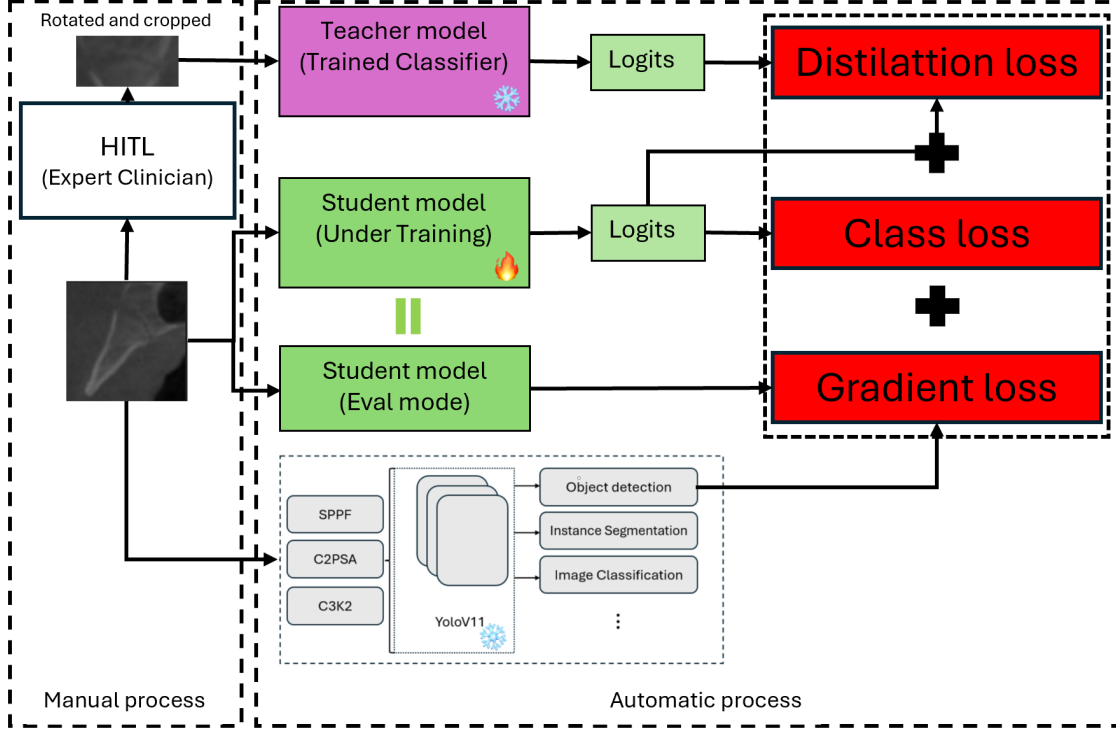 Rotated and cropped
HITL
(Expert Clinician)
Manual process
Teacher model
(Trained Classifier)
Logits
Distilattion loss
Student model
(Under Training)
Logits
Class loss
Student model
(Eval mode)
Gradient loss
SPPF
C2PSA
C3K2
YoloV11
Object detection
Instance Segmentation
Image Classification
Automatic process